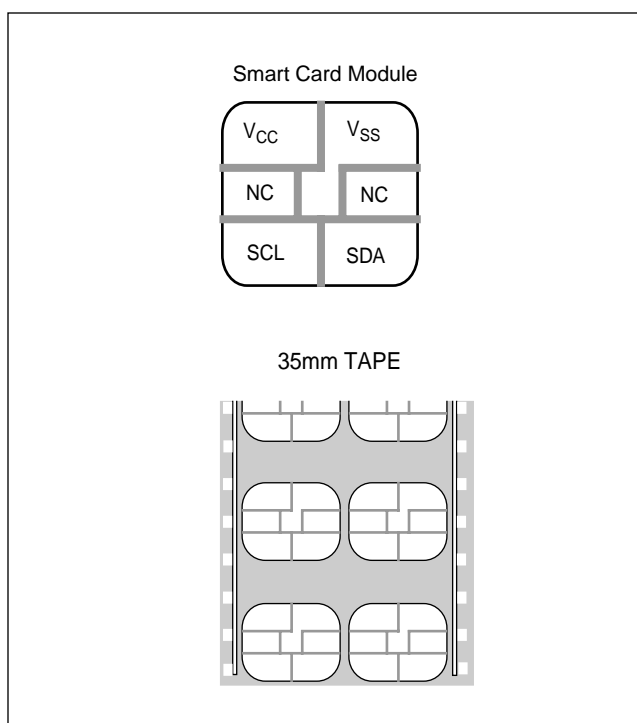 Smart Card Module
VCC VSS
NC NC
SCL SDA
35mm TAPE